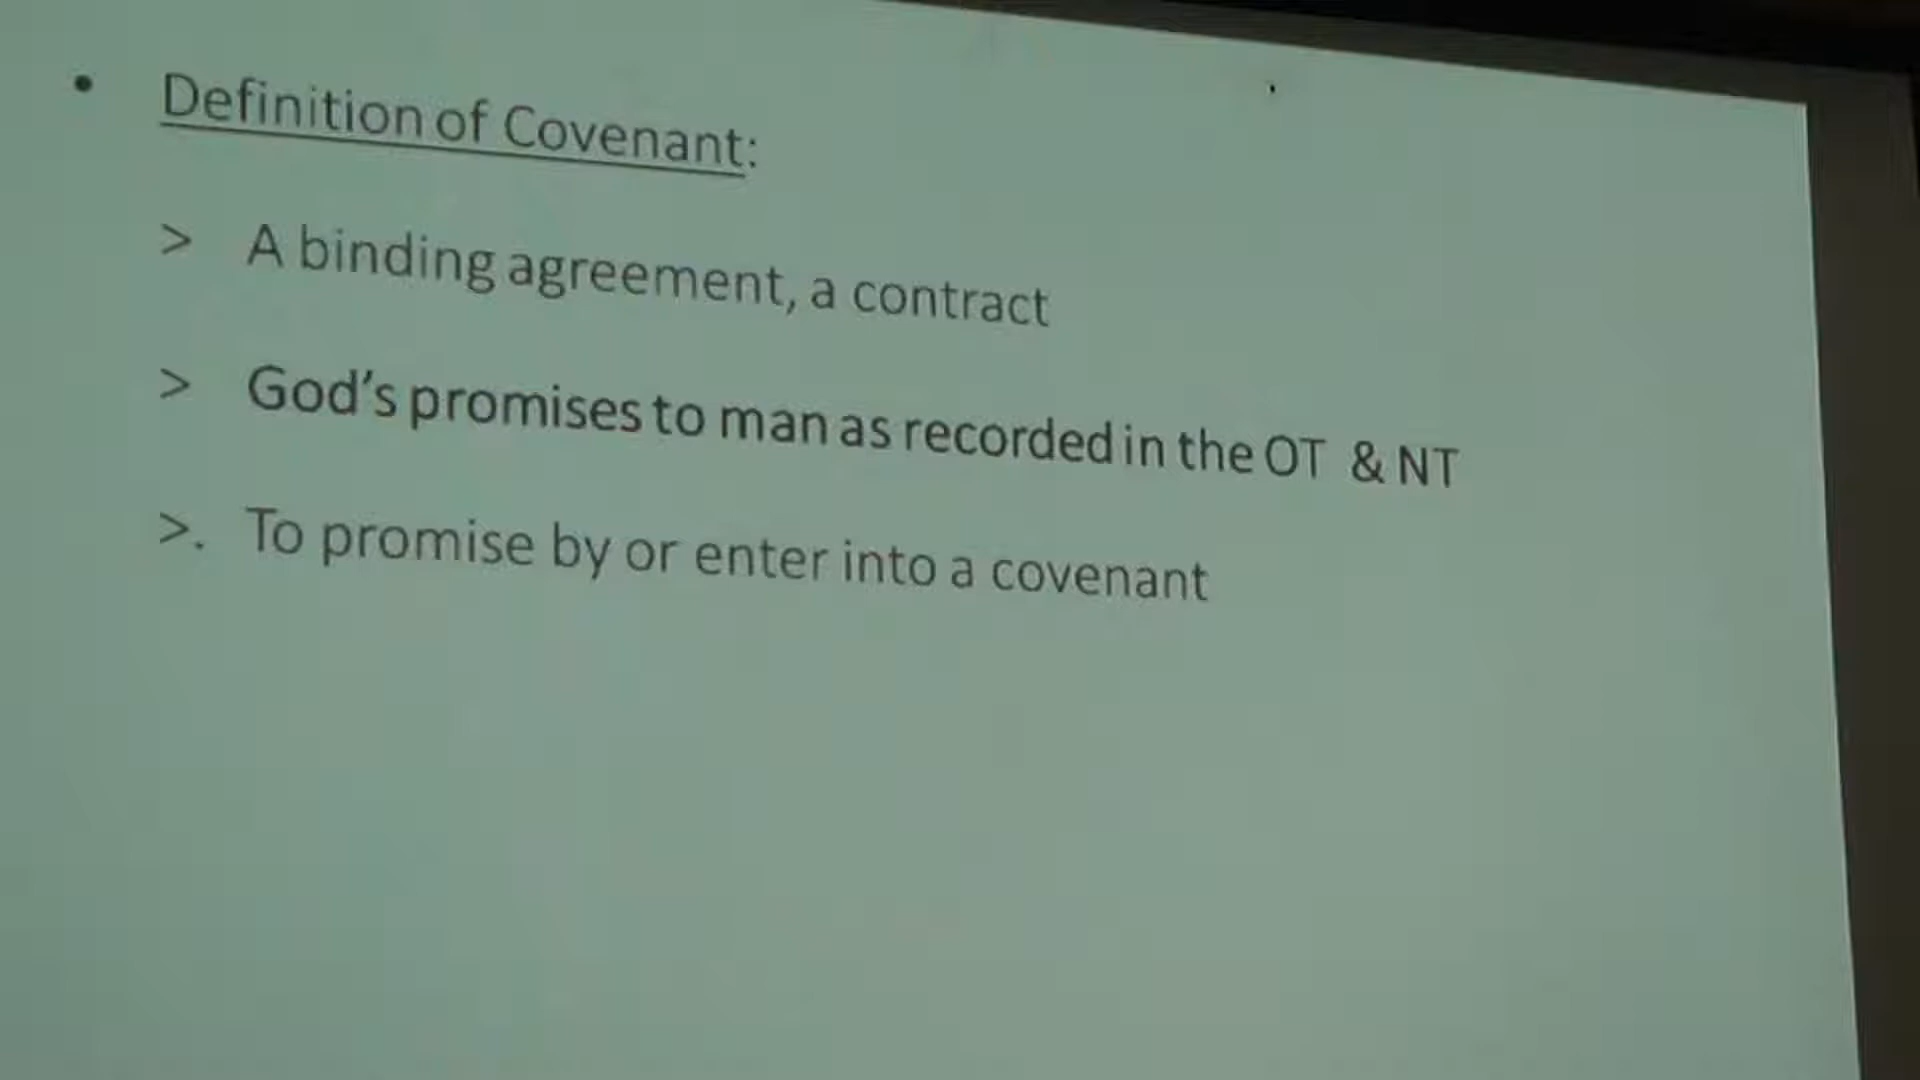 • Definition of Covenant:
> A binding agreement, a contract
> God's promises to man as recorded in the OT & NT
>. To promise by or enter into a covenant